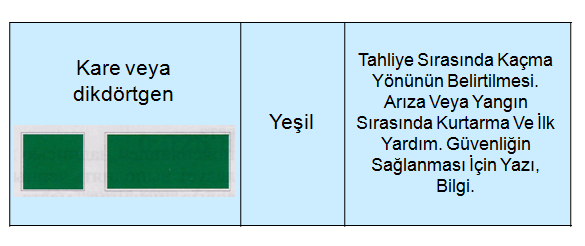 Kare veya
dikdörtgen
Yeşil
Tahliye Sırasında Kaçma
Yönünün Belirtilmesi.
Arıza Veya Yangın
Sırasında Kurtarma Ve İlk
Yardım. Güvenliğin
Sağlanması İçin Yazı,
Bilgi.